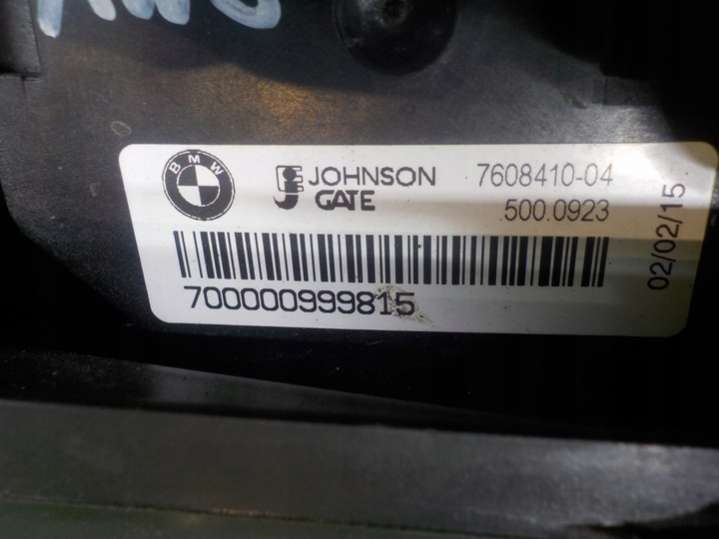 BMW
JOHNSON 7608410-04
GATE 500.0923
700000999815
02/02/15